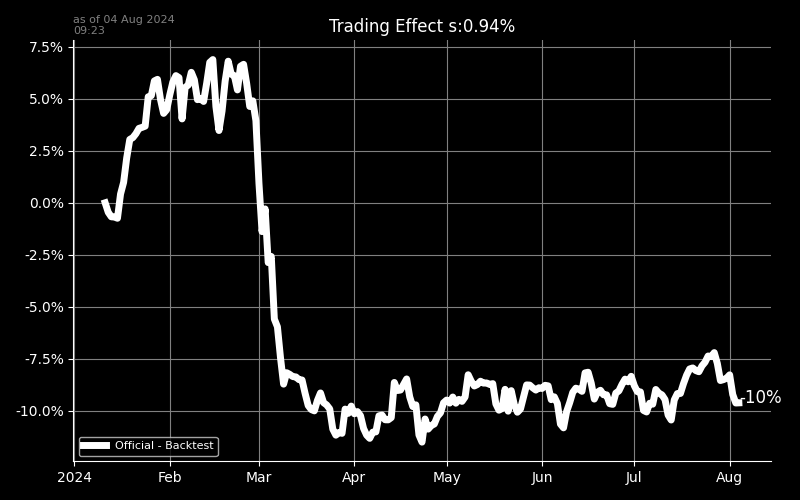 as of 04 Aug 2024
09:23
Trading Effect s:0.94%
7.5%
5.0%
2.5%
0.0%
-2.5%
-5.0%
-7.5%
-10.0%
-10%
Official - Backtest
2024 Feb Mar Apr May Jun Jul Aug